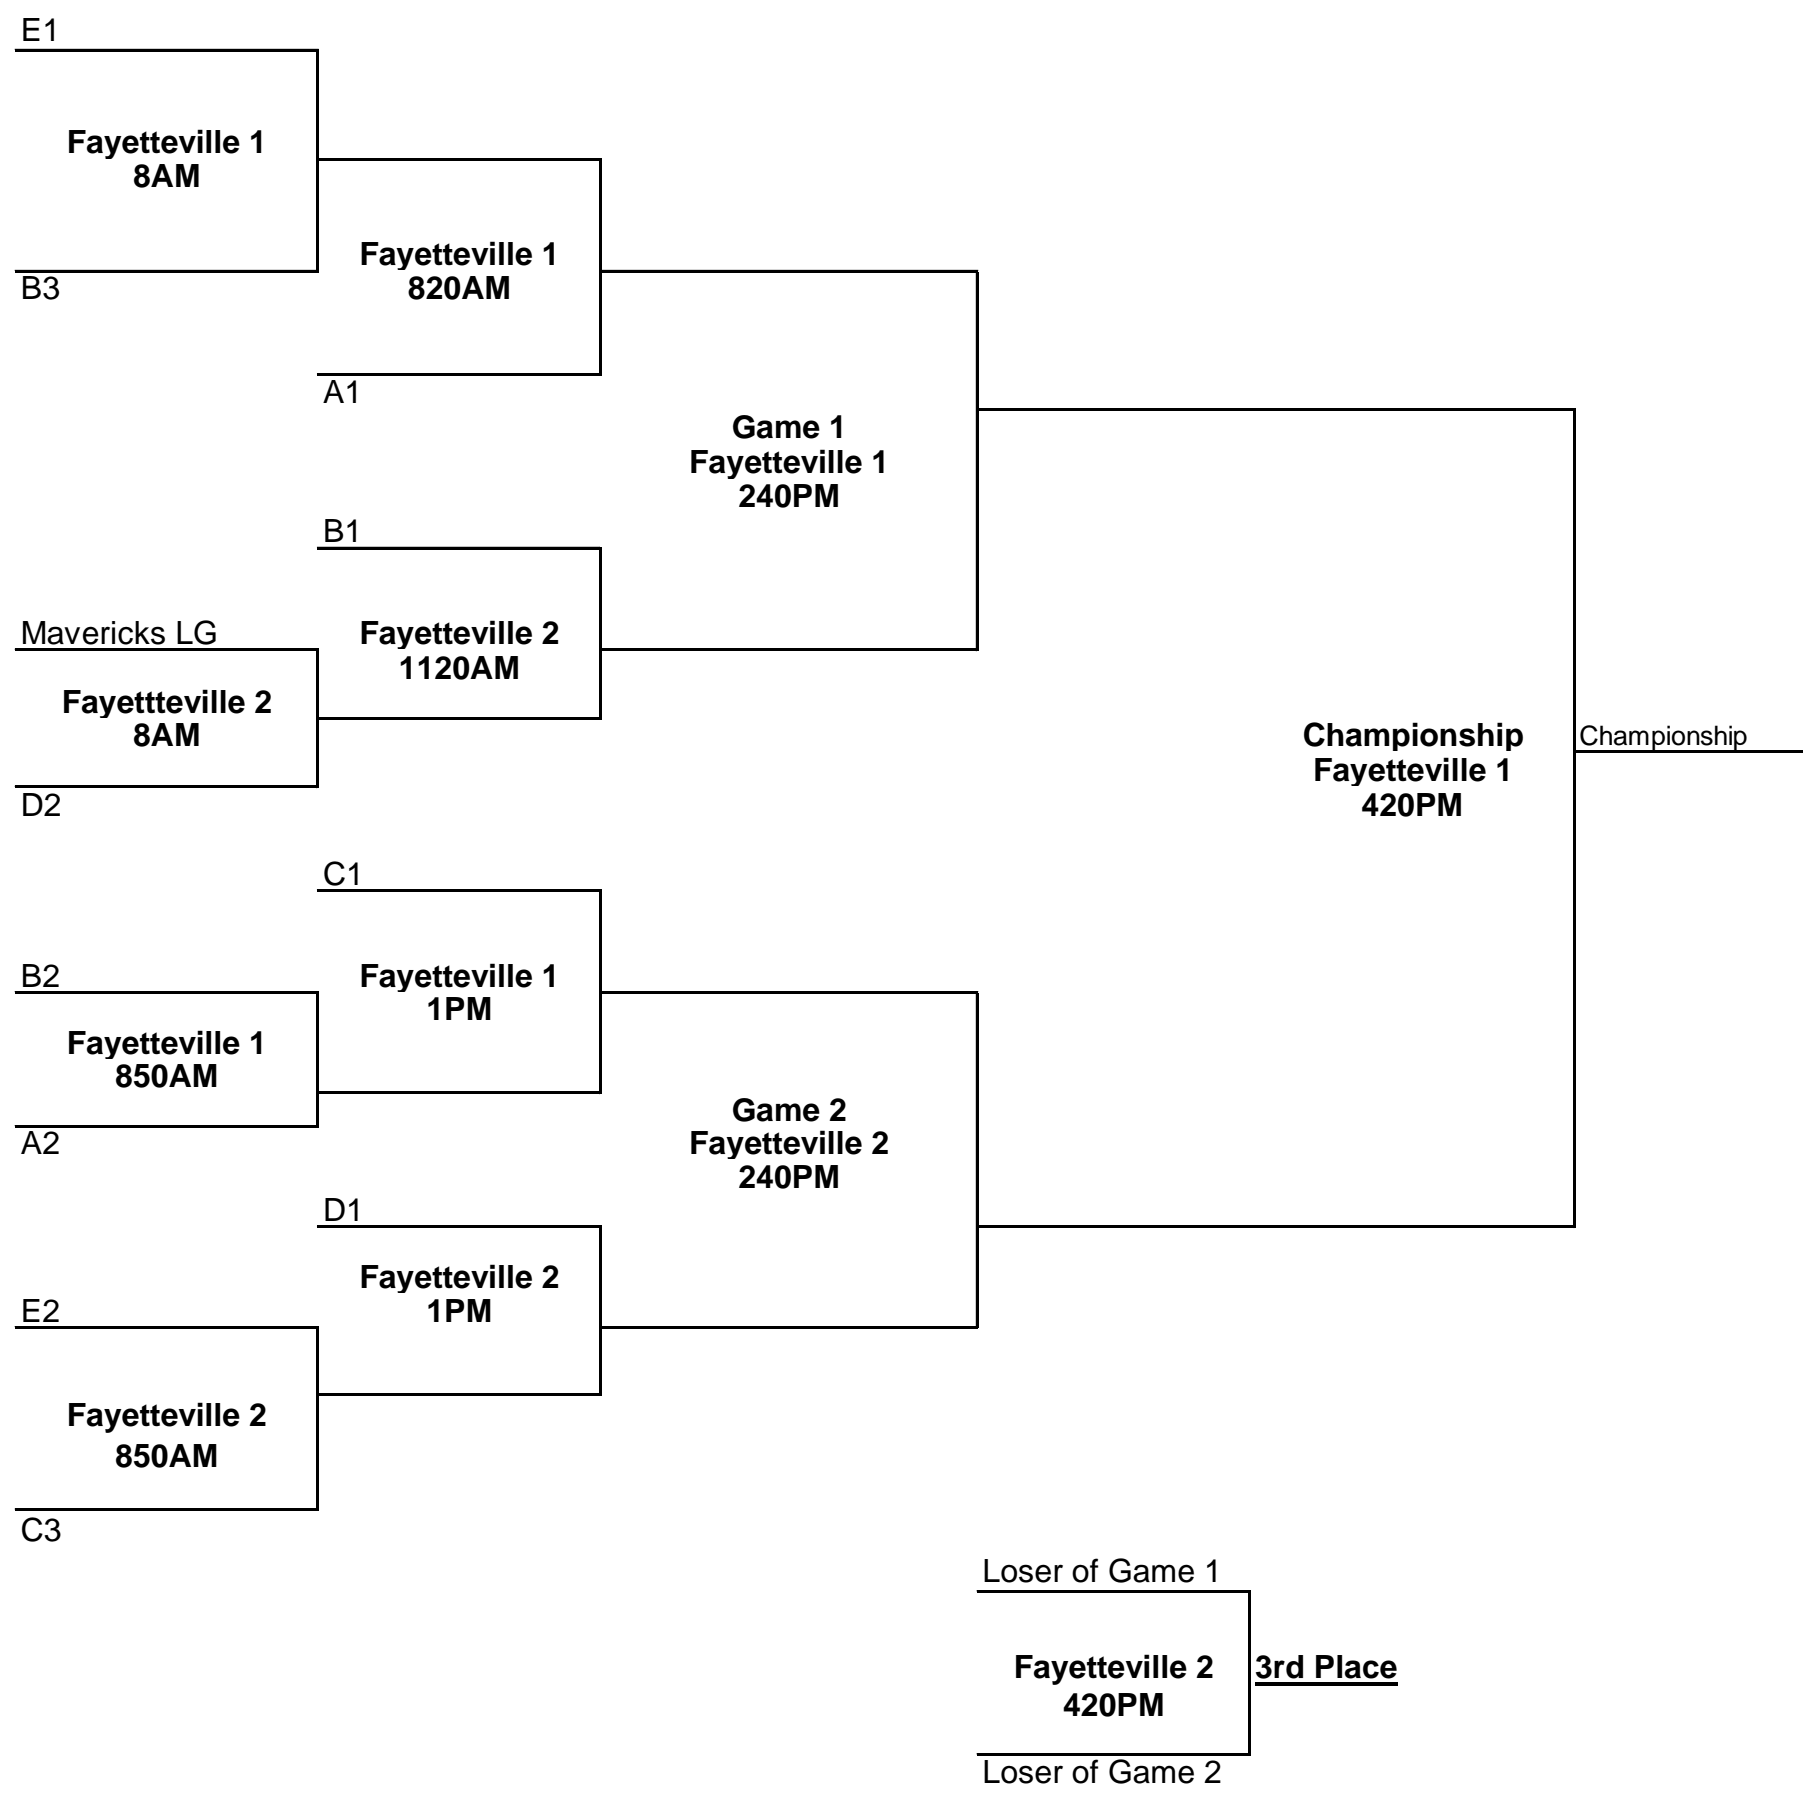 E1
Fayetteville 1
8AM
B3
Fayetteville 1
820AM
A1
Game 1
Fayetteville 1
240PM
B1
Mavericks LG
Fayetteville 2
1120AM
Fayettteville 2
8AM
D2
Championship
Fayetteville 1
420PM
Championship
C1
B2
Fayetteville 1
1PM
Fayetteville 1
850AM
A2
Game 2
Fayetteville 2
240PM
D1
Fayetteville 2
1PM
E2
Fayetteville 2
850AM
C3
Loser of Game 1
Fayetteville 2
420PM
3rd Place
Loser of Game 2